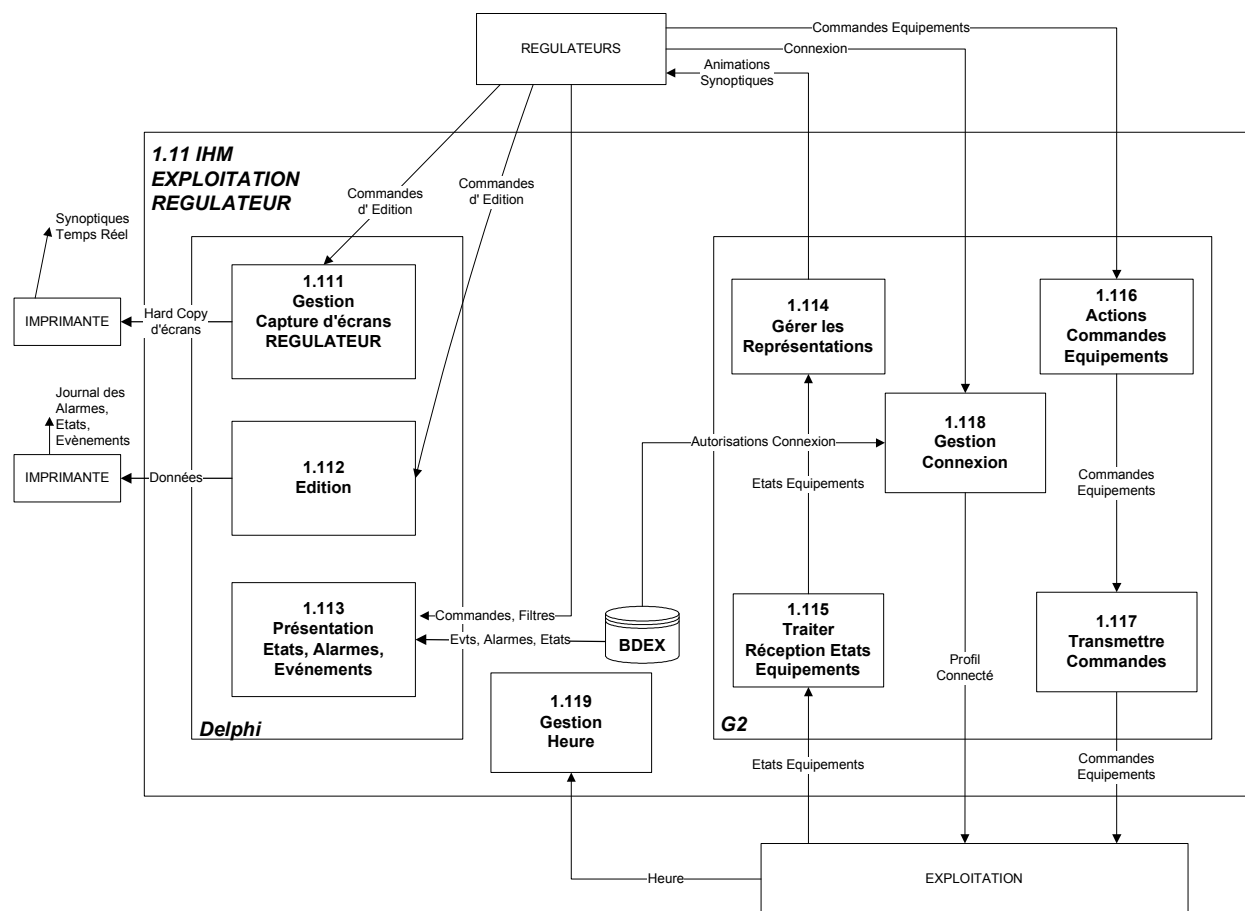 REGULATEURS
Commandes Equipements
Connexion
Animations
Synoptiques
1.11 IHM
EXPLOITATION
REGULATEUR
Commandes
d' Edition
Commandes
d' Edition
Synoptiques
Temps Réel
IMPRIMANTE
Hard Copy
d'écrans
1.111
Gestion
Capture d'écrans
REGULATEUR
1.114
Gérer les
Représentations
1.116
Actions
Commandes
Equipements
Journal des
Alarmes,
Etats,
Evènements
IMPRIMANTE
Données
1.112
Edition
Autorisations Connexion
1.118
Gestion
Connexion
Etats Equipements
Commandes
Equipements
1.113
Présentation
Etats, Alarmes,
Evénements
Commandes, Filtres
Evts, Alarmes, Etats
BDEX
1.115
Traiter
Réception Etats
Equipements
1.117
Transmettre
Commandes
Profil
Connecté
1.119
Gestion
Heure
Delphi
G2
Etats Equipements
Commandes
Equipements
Heure
EXPLOITATION